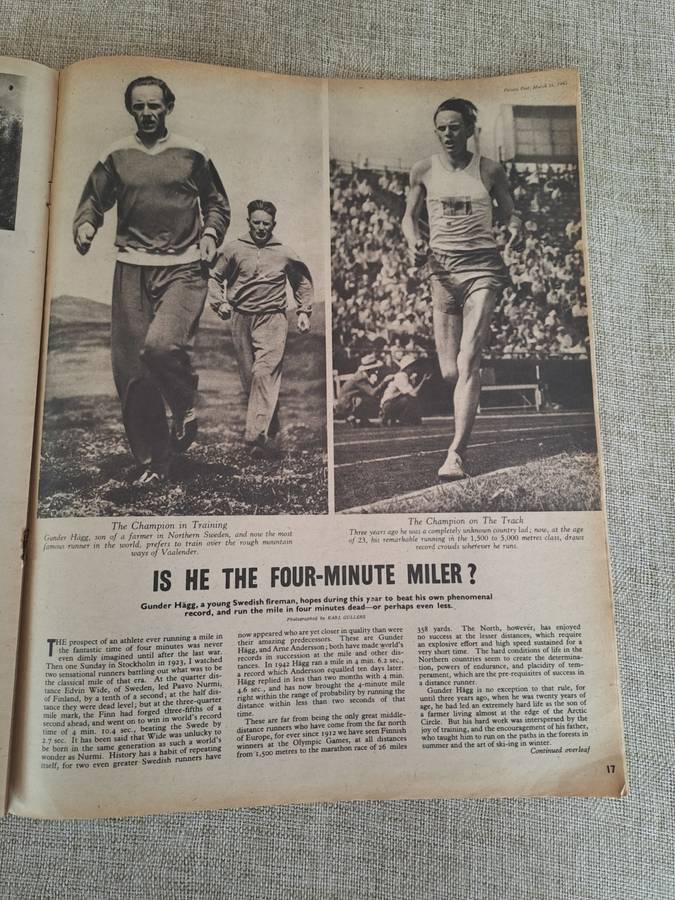 Picture Post, March 25, 1943
The Champion in Training
Gunder Hägg, son of a farmer in Northern Sweden, and now the most
famous runner in the world, prefers to train over the rough mountain
ways of Vaalender.
The Champion on The Track
Three years ago he was a completely unknown country lad; now, at the age
of 23, his remarkable running in the 1,500 to 5,000 metres class, draws
record crowds wherever he runs.
IS HE THE FOUR-MINUTE MILER?
Gunder Hägg, a young Swedish fireman, hopes during this year to beat his own phenomenal
record, and run the mile in four minutes dead—or perhaps even less.
Photographed by KARL GULLERS
THE prospect of an athlete ever running a mile in
the fantastic time of four minutes was never
even dimly imagined until after the last war.
Then one Sunday in Stockholm in 1923, I watched
two sensational runners battling out what was to be
the classical mile of that era. At the quarter dis-
tance Edvin Wide, of Sweden, led Paavo Nurmi,
of Finland, by a tenth of a second; at the half dis-
tance they were dead level; but at the three-quarter
mile mark, the Finn had forged three-fifths of a
second ahead, and went on to win in world's record
time of 4 min. 10.4 sec., beating the Swede by
2.7 sec. It has been said that Wide was unlucky to
be born in the same generation as such a world's
wonder as Nurmi. History has a habit of repeating
itself, for two even greater Swedish runners have
now appeared who are yet closer in quality than were
their amazing predecessors. These are Gunder
Hägg, and Arne Andersson; both have made world's
records in succession at the mile and other dis-
tances. In 1942 Hägg ran a mile in 4 min. 6.2 sec.,
a record which Andersson equalled ten days later.
Hägg replied in less than two months with 4 min.
4.6 sec., and has now brought the 4-minute mile
right within the range of probability by running the
distance within less than two seconds of that
time.
These are far from being the only great middle-
distance runners who have come from the far north
of Europe, for ever since 1912 we have seen Finnish
winners at the Olympic Games, at all distances
from 1,500 metres to the marathon race of 26 miles
358 yards. The North, however, has enjoyed
no success at the lesser distances, which require
an explosive effort and high speed sustained for a
very short time. The hard conditions of life in the
Northern countries seem to create the determina-
tion, powers of endurance, and placidity of tem-
perament, which are the pre-requisites of success in
a distance runner.
Gunder Hägg is no exception to that rule, for
until three years ago, when he was twenty years of
age, he had led an extremely hard life as the son of
a farmer living almost at the edge of the Arctic
Circle. But his hard work was interspersed by the
joy of training, and the encouragement of his father,
who taught him to run on the paths in the forests in
summer and the art of ski-ing in winter.
Continued overleaf
17